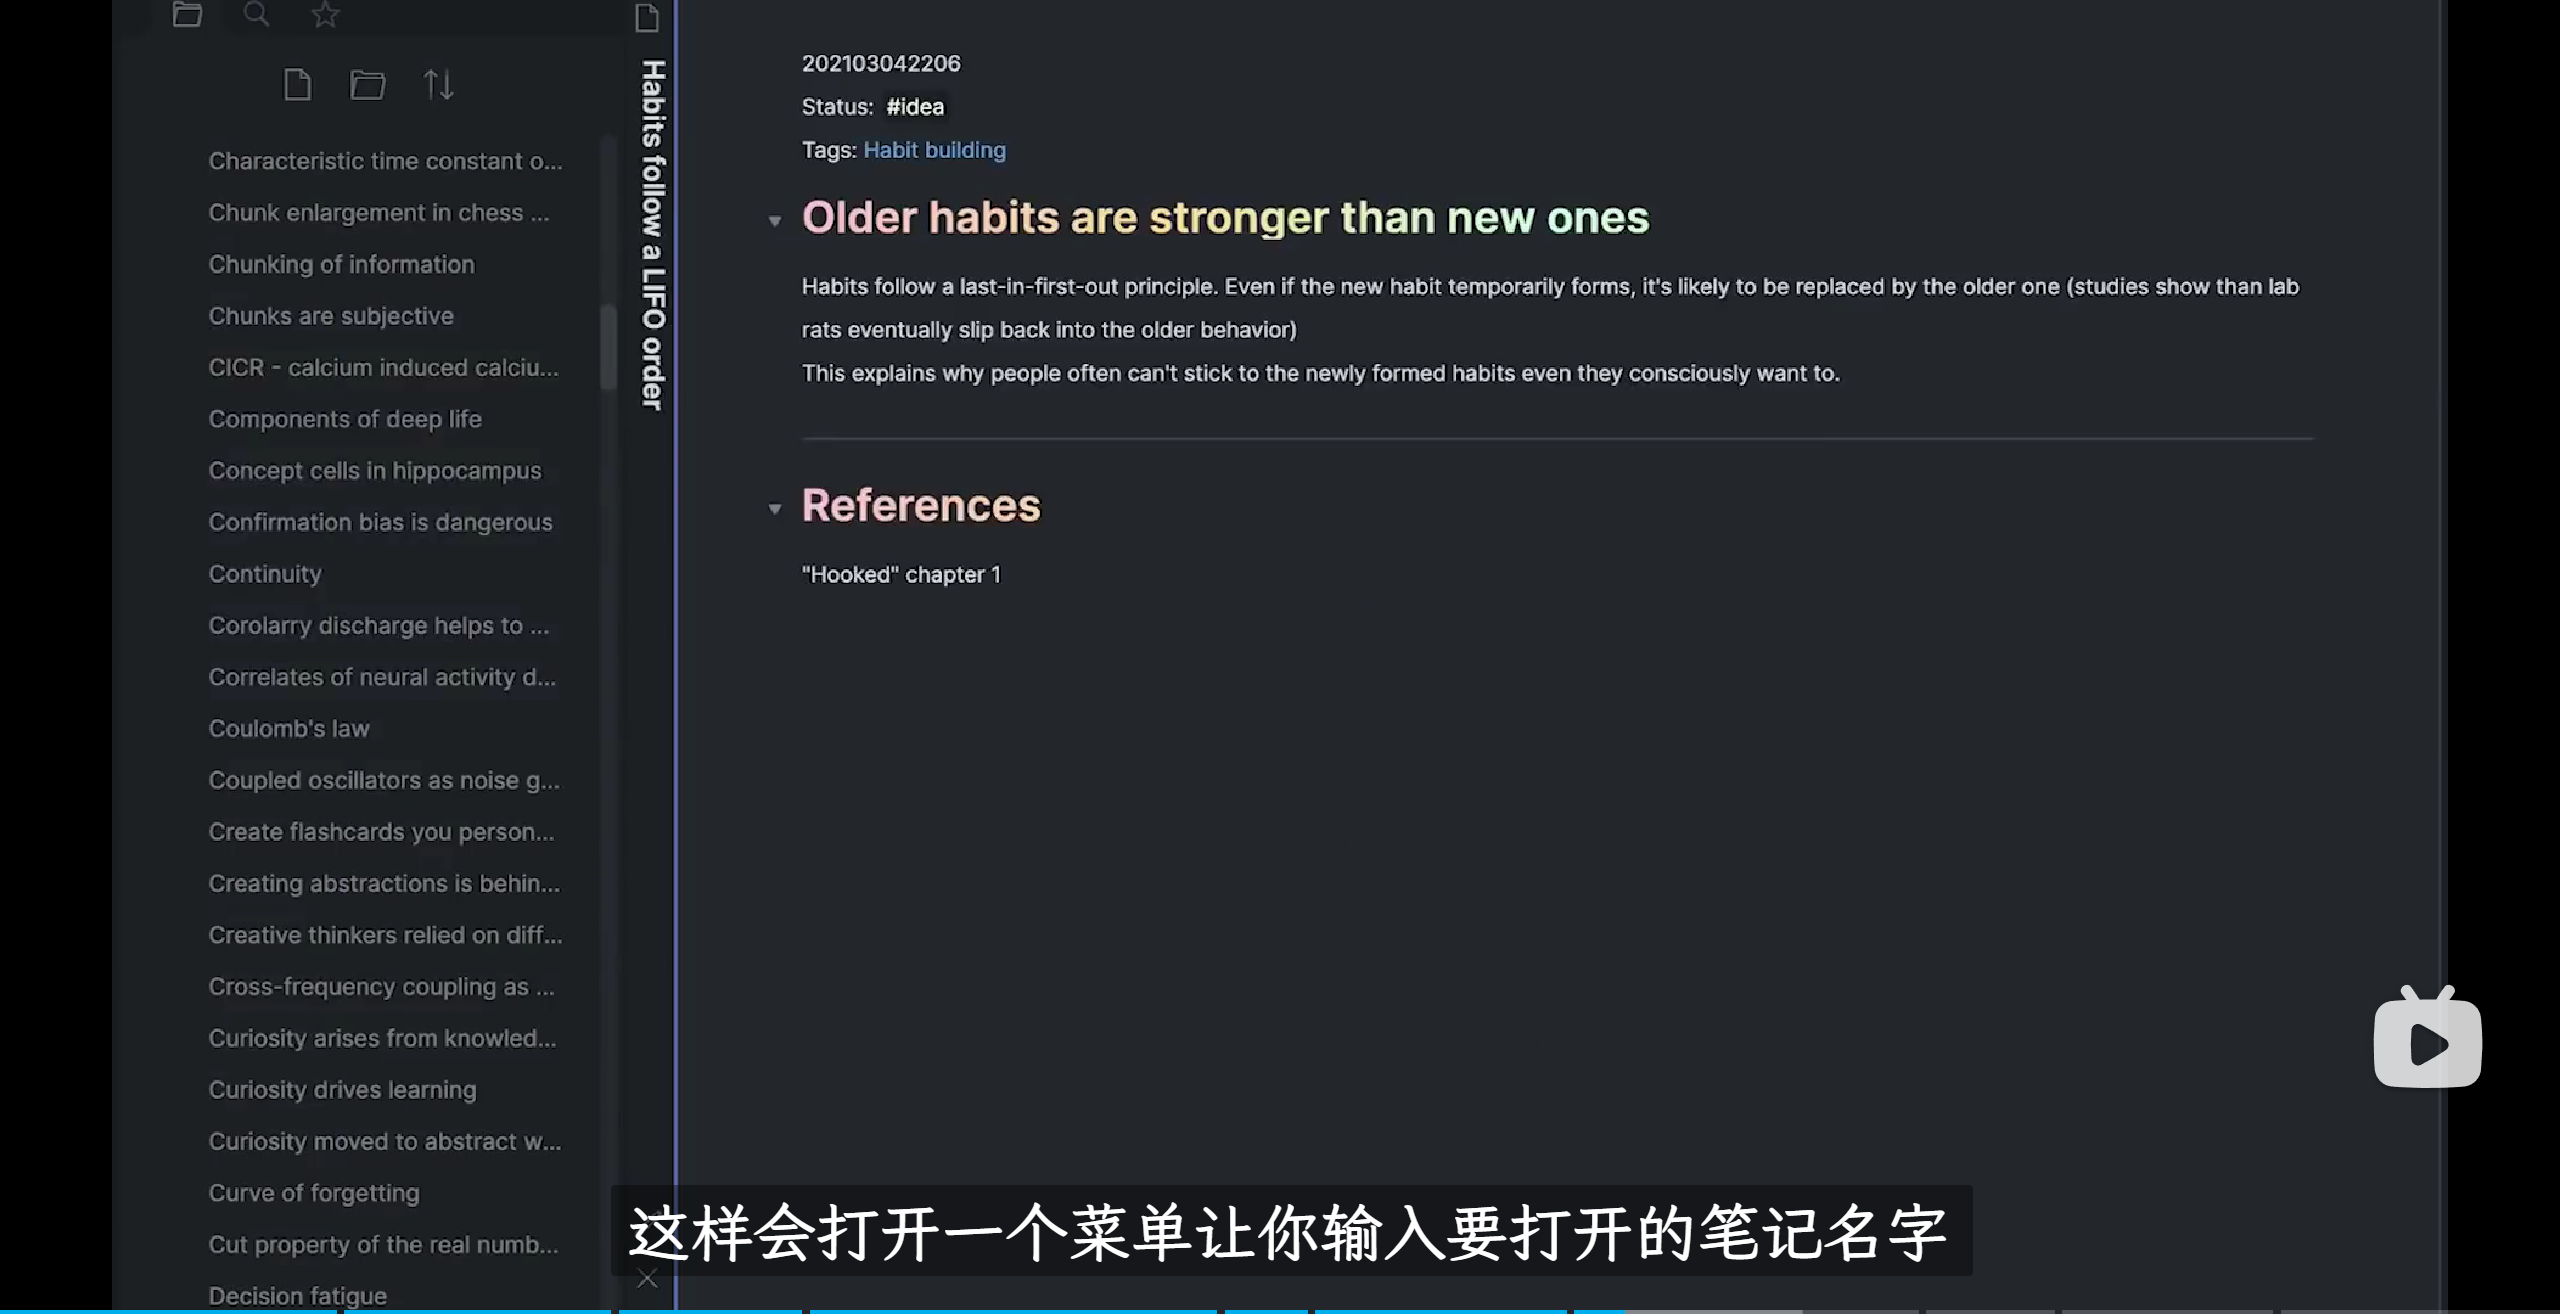 Characteristic time constant o...
Chunk enlargement in chess ...
Chunking of information
Chunks are subjective
CICR - calcium induced calciu...
Components of deep life
Concept cells in hippocampus
Confirmation bias is dangerous
Continuity
Corolarry discharge helps to ...
Correlates of neural activity d...
Coulomb's law
Coupled oscillators as noise g...
Create flashcards you person...
Creating abstractions is behin...
Creative thinkers relied on diff...
Cross-frequency coupling as ...
Curiosity arises from knowled...
Curiosity drives learning
Curiosity moved to abstract w...
Curve of forgetting
Cut property of the real numb...
Decision fatigue
Habits follow a LIFO order
202103042206
Status: #idea
Tags: Habit building
Older habits are stronger than new ones
Habits follow a last-in-first-out principle. Even if the new habit temporarily forms, it's likely to be replaced by the older one (studies show than lab
rats eventually slip back into the older behavior)
This explains why people often can't stick to the newly formed habits even they consciously want to.
References
"Hooked" chapter 1
这样会打开一个菜单让你输入要打开的笔记名字